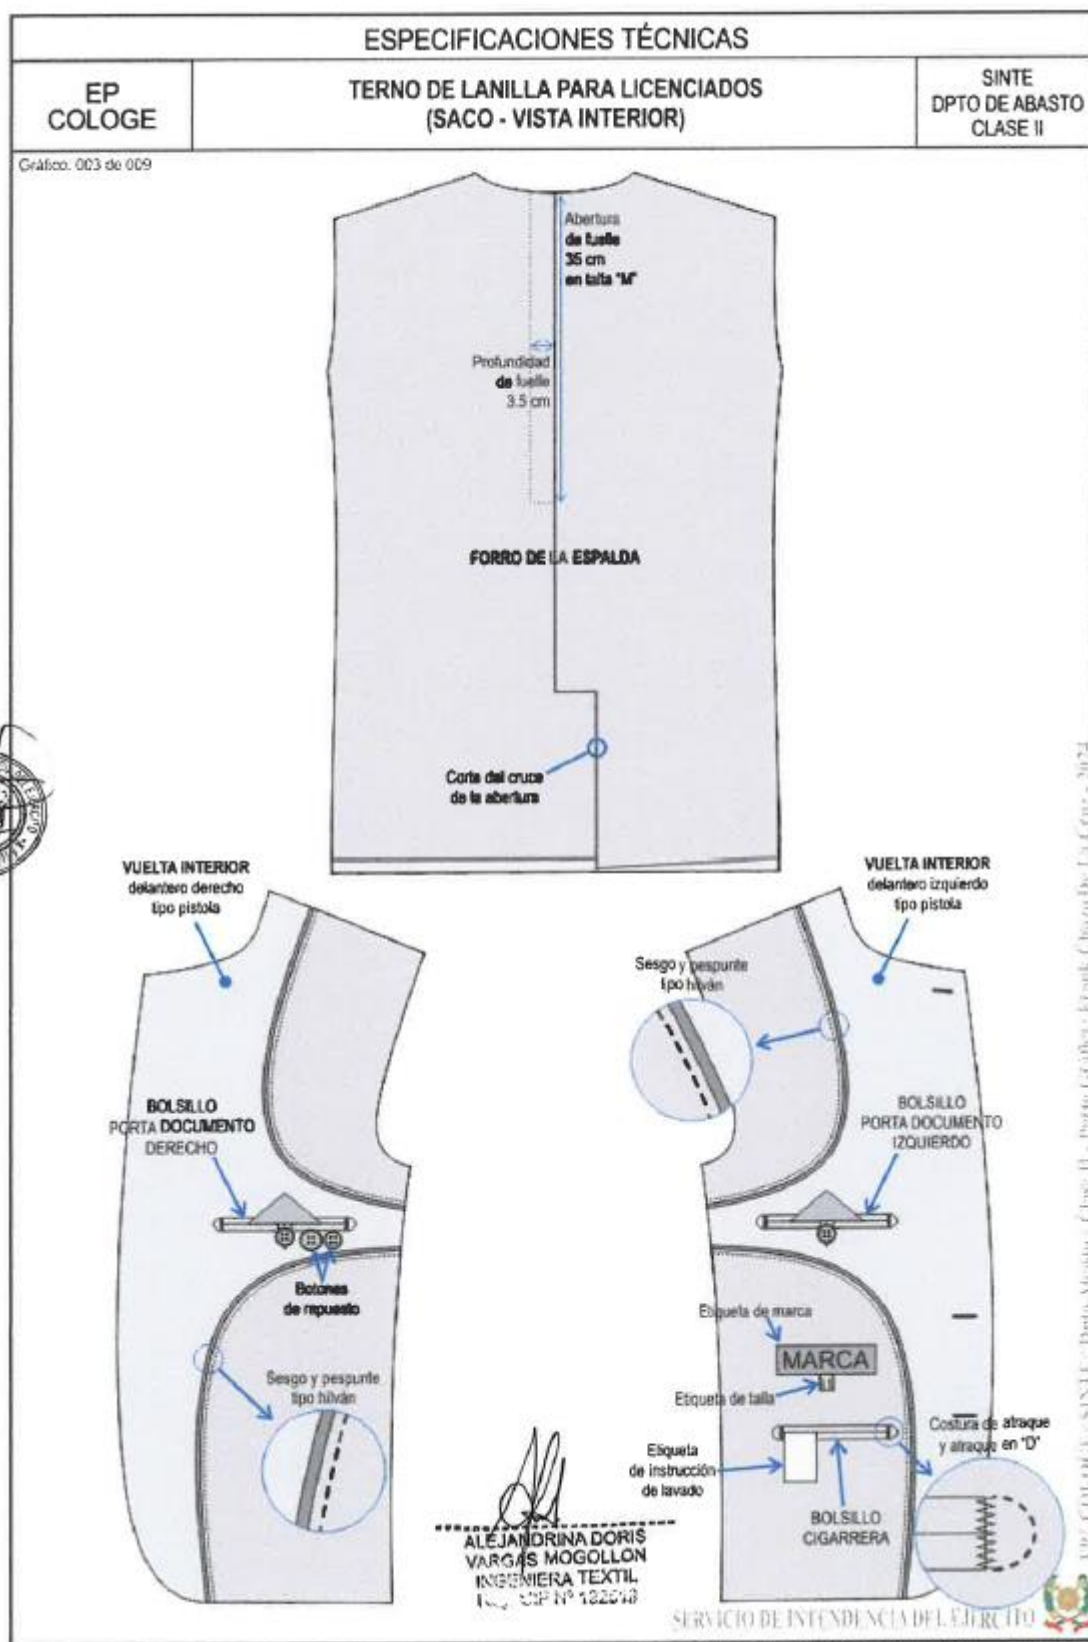 ESPECIFICACIONES TÉCNICAS
EP
COLOGE
TERNO DE LANILLA PARA LICENCIADOS
(SACO - VISTA INTERIOR)
SINTE
DPTO DE ABASTO
CLASE II
Gráfico. 003 de 009
Abertura
de fuelle
35 cm
en talla "M"
Profundidad
de fuelle
3.5 cm
FORRO DE LA ESPALDA
Corte del cruce
de la abertura
VUELTA INTERIOR
delantero derecho
tipo pistola
VUELTA INTERIOR
delantero izquierdo
tipo pistola
Sesgo y pespunte
tipo hilván
BOLSILLO
PORTA DOCUMENTO
DERECHO
BOLSILLO
PORTA DOCUMENTO
IZQUIERDO
Botones
de repuesto
Etiqueta de marca
MARCA
Etiqueta de talla
Sesgo y pespunte
tipo hilván
Costura de atraque
y atraque en "D"
Etiqueta
de instrucción
de lavado
BOLSILLO
CIGARRERA
ALEJANDRINA DORIS
VARGAS MOGOLLON
INGENIERA TEXTIL
CIP Nº
SERVICIO DE INTENDENCIA DEL EJERCITO